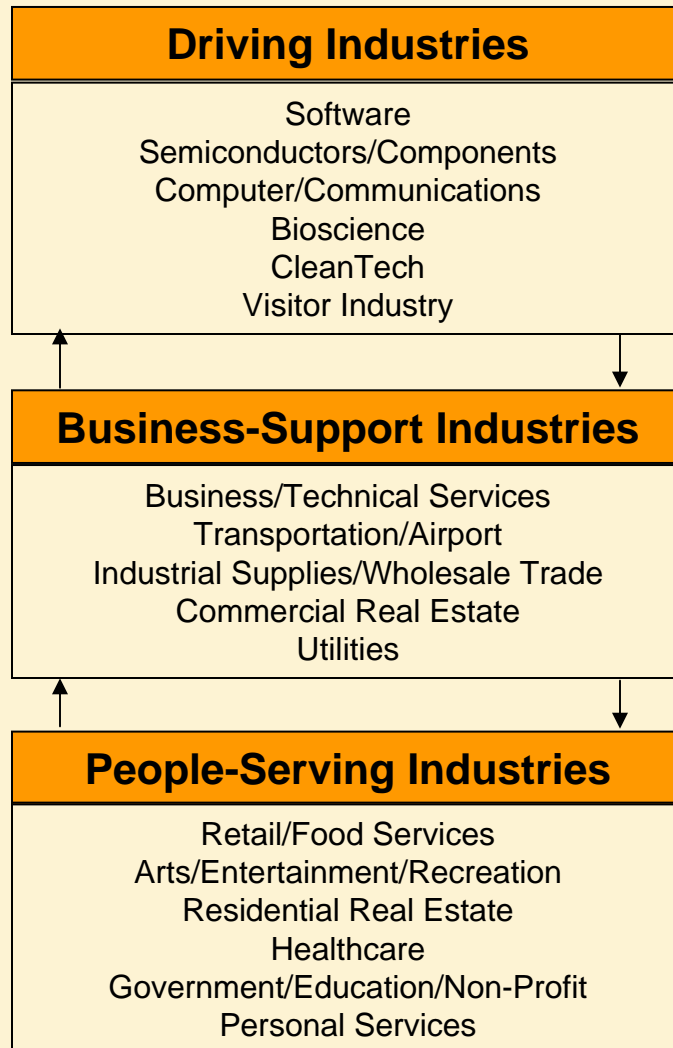 Driving Industries
Software
Semiconductors/Components
Computer/Communications
Bioscience
CleanTech
Visitor Industry
Business-Support Industries
Business/Technical Services
Transportation/Airport
Industrial Supplies/Wholesale Trade
Commercial Real Estate
Utilities
People-Serving Industries
Retail/Food Services
Arts/Entertainment/Recreation
Residential Real Estate
Healthcare
Government/Education/Non-Profit
Personal Services